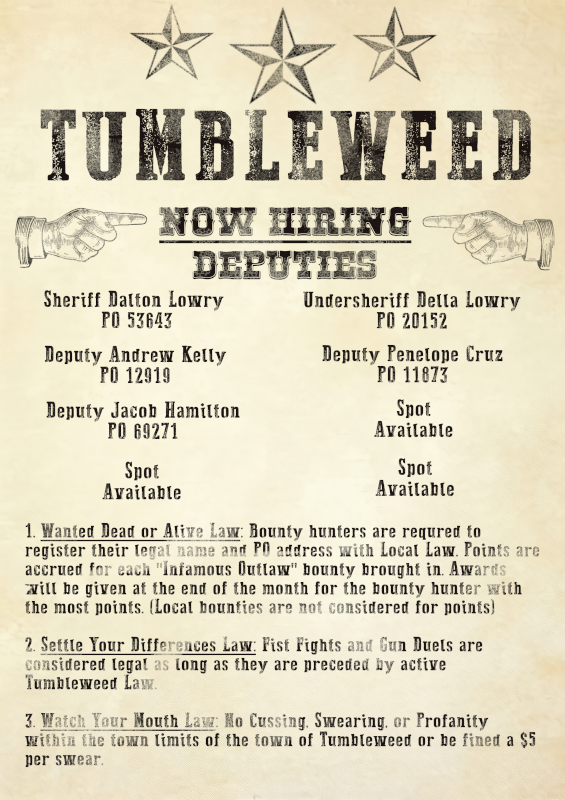 TUMBLEWEED
NOW HIRING
DEPUTIES
Sheriff Dalton Lowry
PO 53643
Undersheriff Della Lowry
PO 20152
Deputy Andrew Kelly
PO 12919
Deputy Penelope Cruz
PO 11673
Deputy Jacob Hamilton
PO 69271
Spot
Available
Spot
Available
Spot
Available
1. Wanted Dead or Alive Law: Bounty hunters are requred to
register their legal name and PO address with Local Law. Points are
accrued for each "Infamous Outlaw" bounty brought in. Awards
will be given at the end of the month for the bounty hunter with
the most points. (Local bounties are not considered for points)
2. Settle Your Differences Law: Fist Fights and Gun Duels are
considered legal as long as they are preceded by active
Tumbleweed Law.
3. Watch Your Mouth Law: No Cussing, Swearing, or Profanity
within the town limits of the town of Tumbleweed or be fined a $5
per swear.